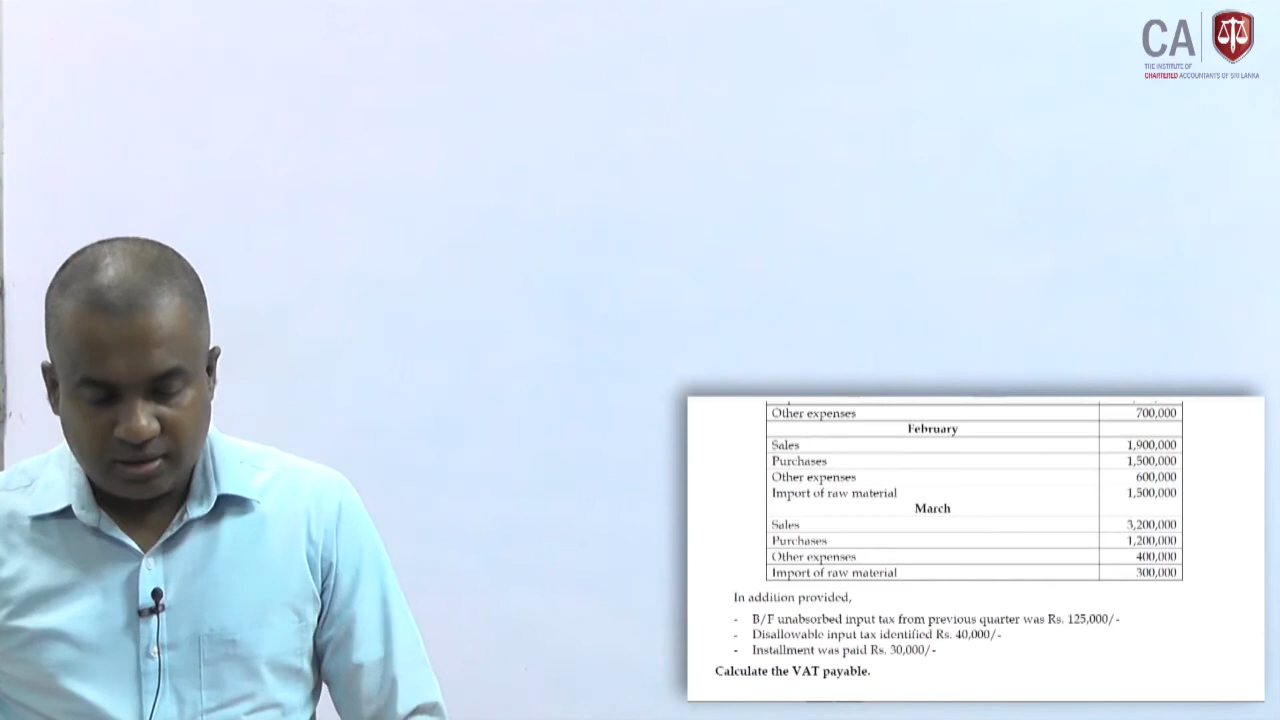 CA
THE INSTITUTE OF
CHARTERED ACCOUNTANTS OF SRI LANKA
Other expenses 700,000
February
Sales 1,900,000
Purchases 1,500,000
Other expenses 600,000
Import of raw material 1,500,000
March
Sales 3,200,000
Purchases 1,200,000
Other expenses 400,000
Import of raw material 300,000
In addition provided,
- B/F unabsorbed input tax from previous quarter was Rs. 125,000/-
- Disallowable input tax identified Rs. 40,000/-
- Installment was paid Rs. 30,000/-
Calculate the VAT payable.